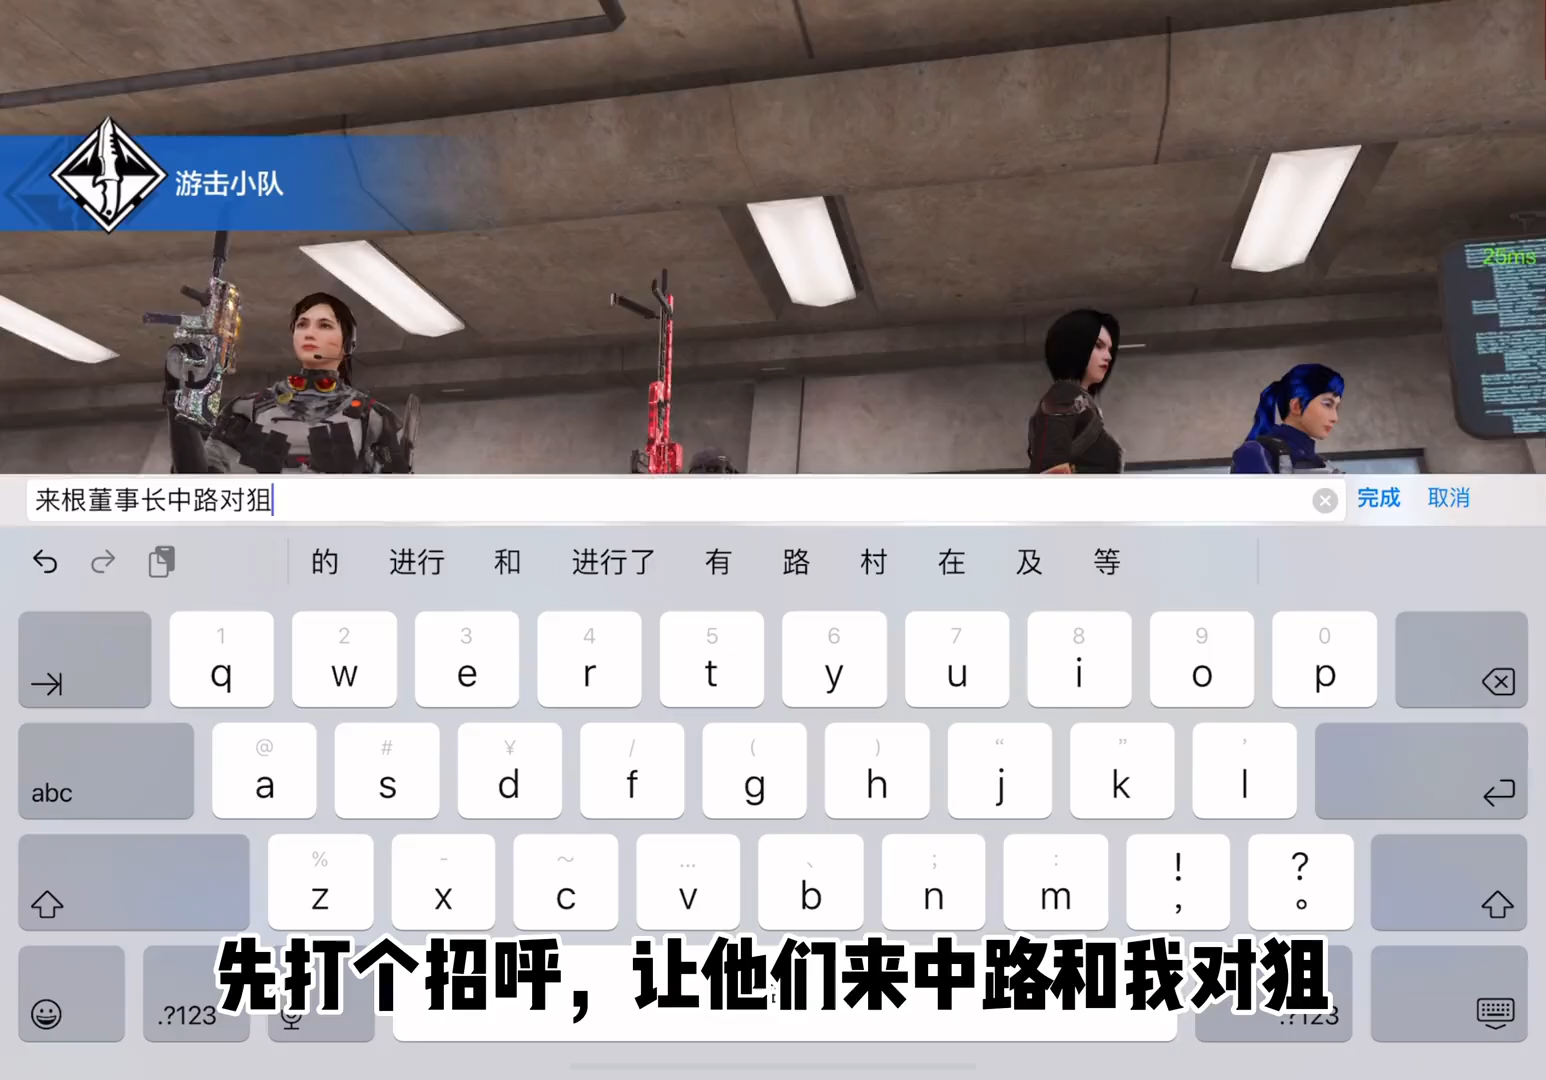 游击小队
25ms
来根董事长中路对狙
完成
取消
的 进行 和 进行了 有 路 村 在 及 等
1 2 3 4 5 6 7 8 9 0
q w e r t y u i o p
@ # ¥ / ( ) “ ” ’
abc a s d f g h j k l
% - ~ … 、 ; : ! ?
z x c v b n m , 。
先打个招呼，让他们来中路和我对狙
.?123 .?123